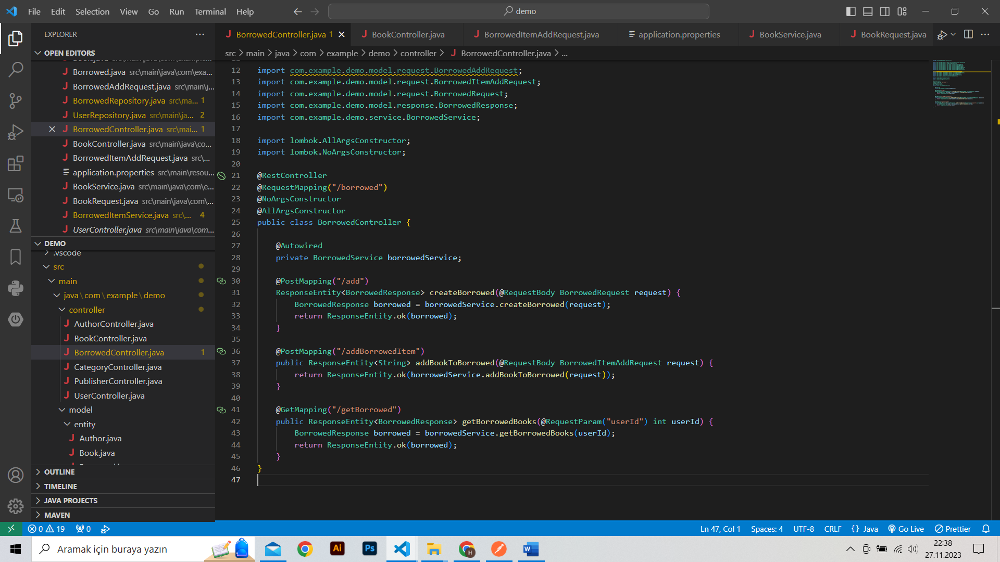 File Edit Selection View Go Run Terminal Help
demo
EXPLORER
OPEN EDITORS
Borrowed.java src\main\java\com\exa...
BorrowedAddRequest.java src\main\j...
BorrowedRepository.java src\ma... 1
UserRepository.java src\main\ja... 2
BorrowedController.java src\mai... 1
BookController.java src\main\java\co...
BorrowedItemAddRequest.java src\...
application.properties src\main\resou...
BookService.java src\main\java\com\e...
BookRequest.java src\main\java\com\...
BorrowedItemService.java src\... 4
UserController.java src\main\java\com...
DEMO
.vscode
src
main
java\com\example\demo
controller
AuthorController.java
BookController.java
BorrowedController.java 1
CategoryController.java
PublisherController.java
UserController.java
model
entity
Author.java
Book.java
OUTLINE
TIMELINE
JAVA PROJECTS
MAVEN
BorrowedController.java 1 BookController.java BorrowedItemAddRequest.java application.properties BookService.java BookRequest.java
src > main > java > com > example > demo > controller > BorrowedController.java > ...
12 import com.example.demo.model.request.BorrowedAddRequest;
13 import com.example.demo.model.request.BorrowedItemAddRequest;
14 import com.example.demo.model.request.BorrowedRequest;
15 import com.example.demo.model.response.BorrowedResponse;
16 import com.example.demo.service.BorrowedService;
17
18 import lombok.AllArgsConstructor;
19 import lombok.NoArgsConstructor;
20
21 @RestController
22 @RequestMapping("/borrowed")
23 @NoArgsConstructor
24 @AllArgsConstructor
25 public class BorrowedController {
26
27 @Autowired
28 private BorrowedService borrowedService;
29
30 @PostMapping("/add")
31 ResponseEntity<BorrowedResponse> createBorrowed(@RequestBody BorrowedRequest request) {
32 BorrowedResponse borrowed = borrowedService.createBorrowed(request);
33 return ResponseEntity.ok(borrowed);
34 }
35
36 @PostMapping("/addBorrowedItem")
37 public ResponseEntity<String> addBookToBorrowed(@RequestBody BorrowedItemAddRequest request) {
38 return ResponseEntity.ok(borrowedService.addBookToBorrowed(request));
39 }
40
41 @GetMapping("/getBorrowed")
42 public ResponseEntity<BorrowedResponse> getBorrowedBooks(@RequestParam("userId") int userId) {
43 BorrowedResponse borrowed = borrowedService.getBorrowedBooks(userId);
44 return ResponseEntity.ok(borrowed);
45 }
46 }
47
0 19 0 Ln 47, Col 1 Spaces: 4 UTF-8 CRLF {} Java Go Live Prettier
Aramak için buraya yazın
Ai Ps H W
22:38
27.11.2023